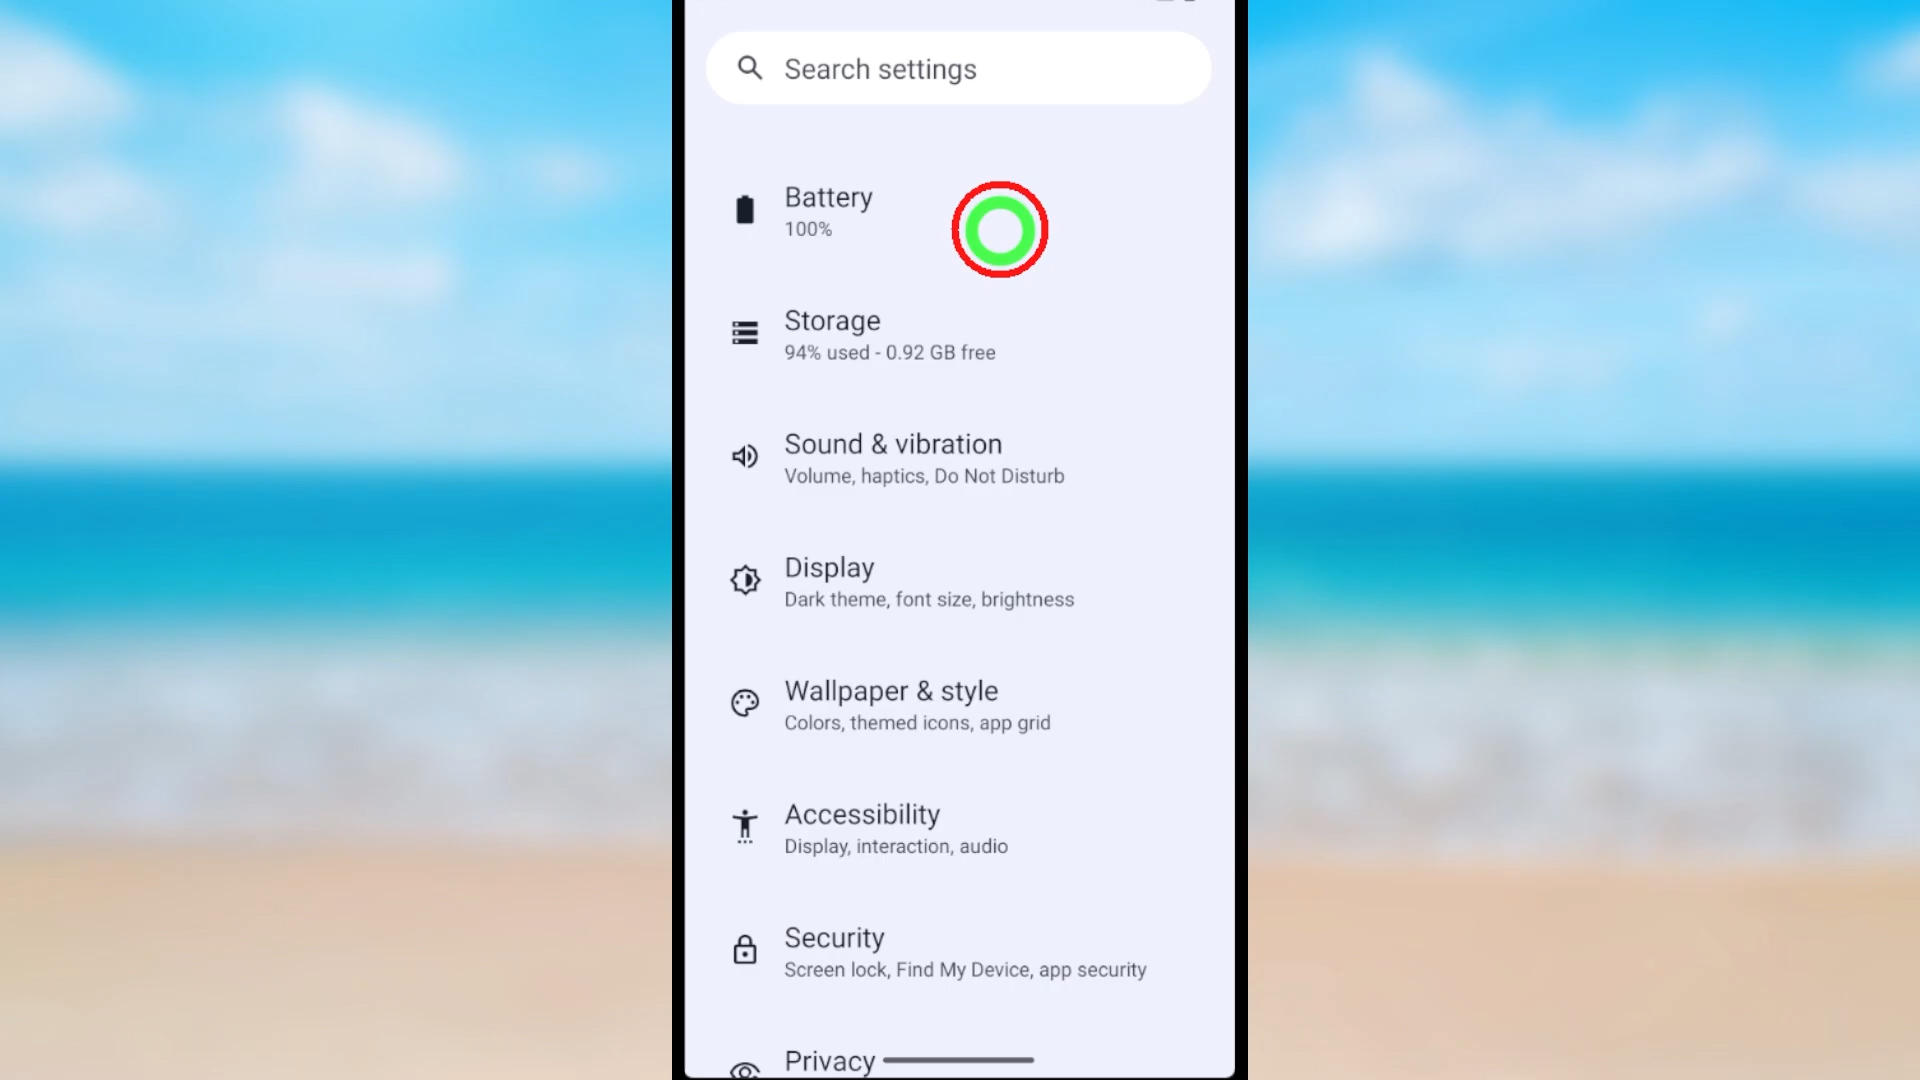 Search settings
Battery
100%
Storage
94% used - 0.92 GB free
Sound & vibration
Volume, haptics, Do Not Disturb
Display
Dark theme, font size, brightness
Wallpaper & style
Colors, themed icons, app grid
Accessibility
Display, interaction, audio
Security
Screen lock, Find My Device, app security
Privacy